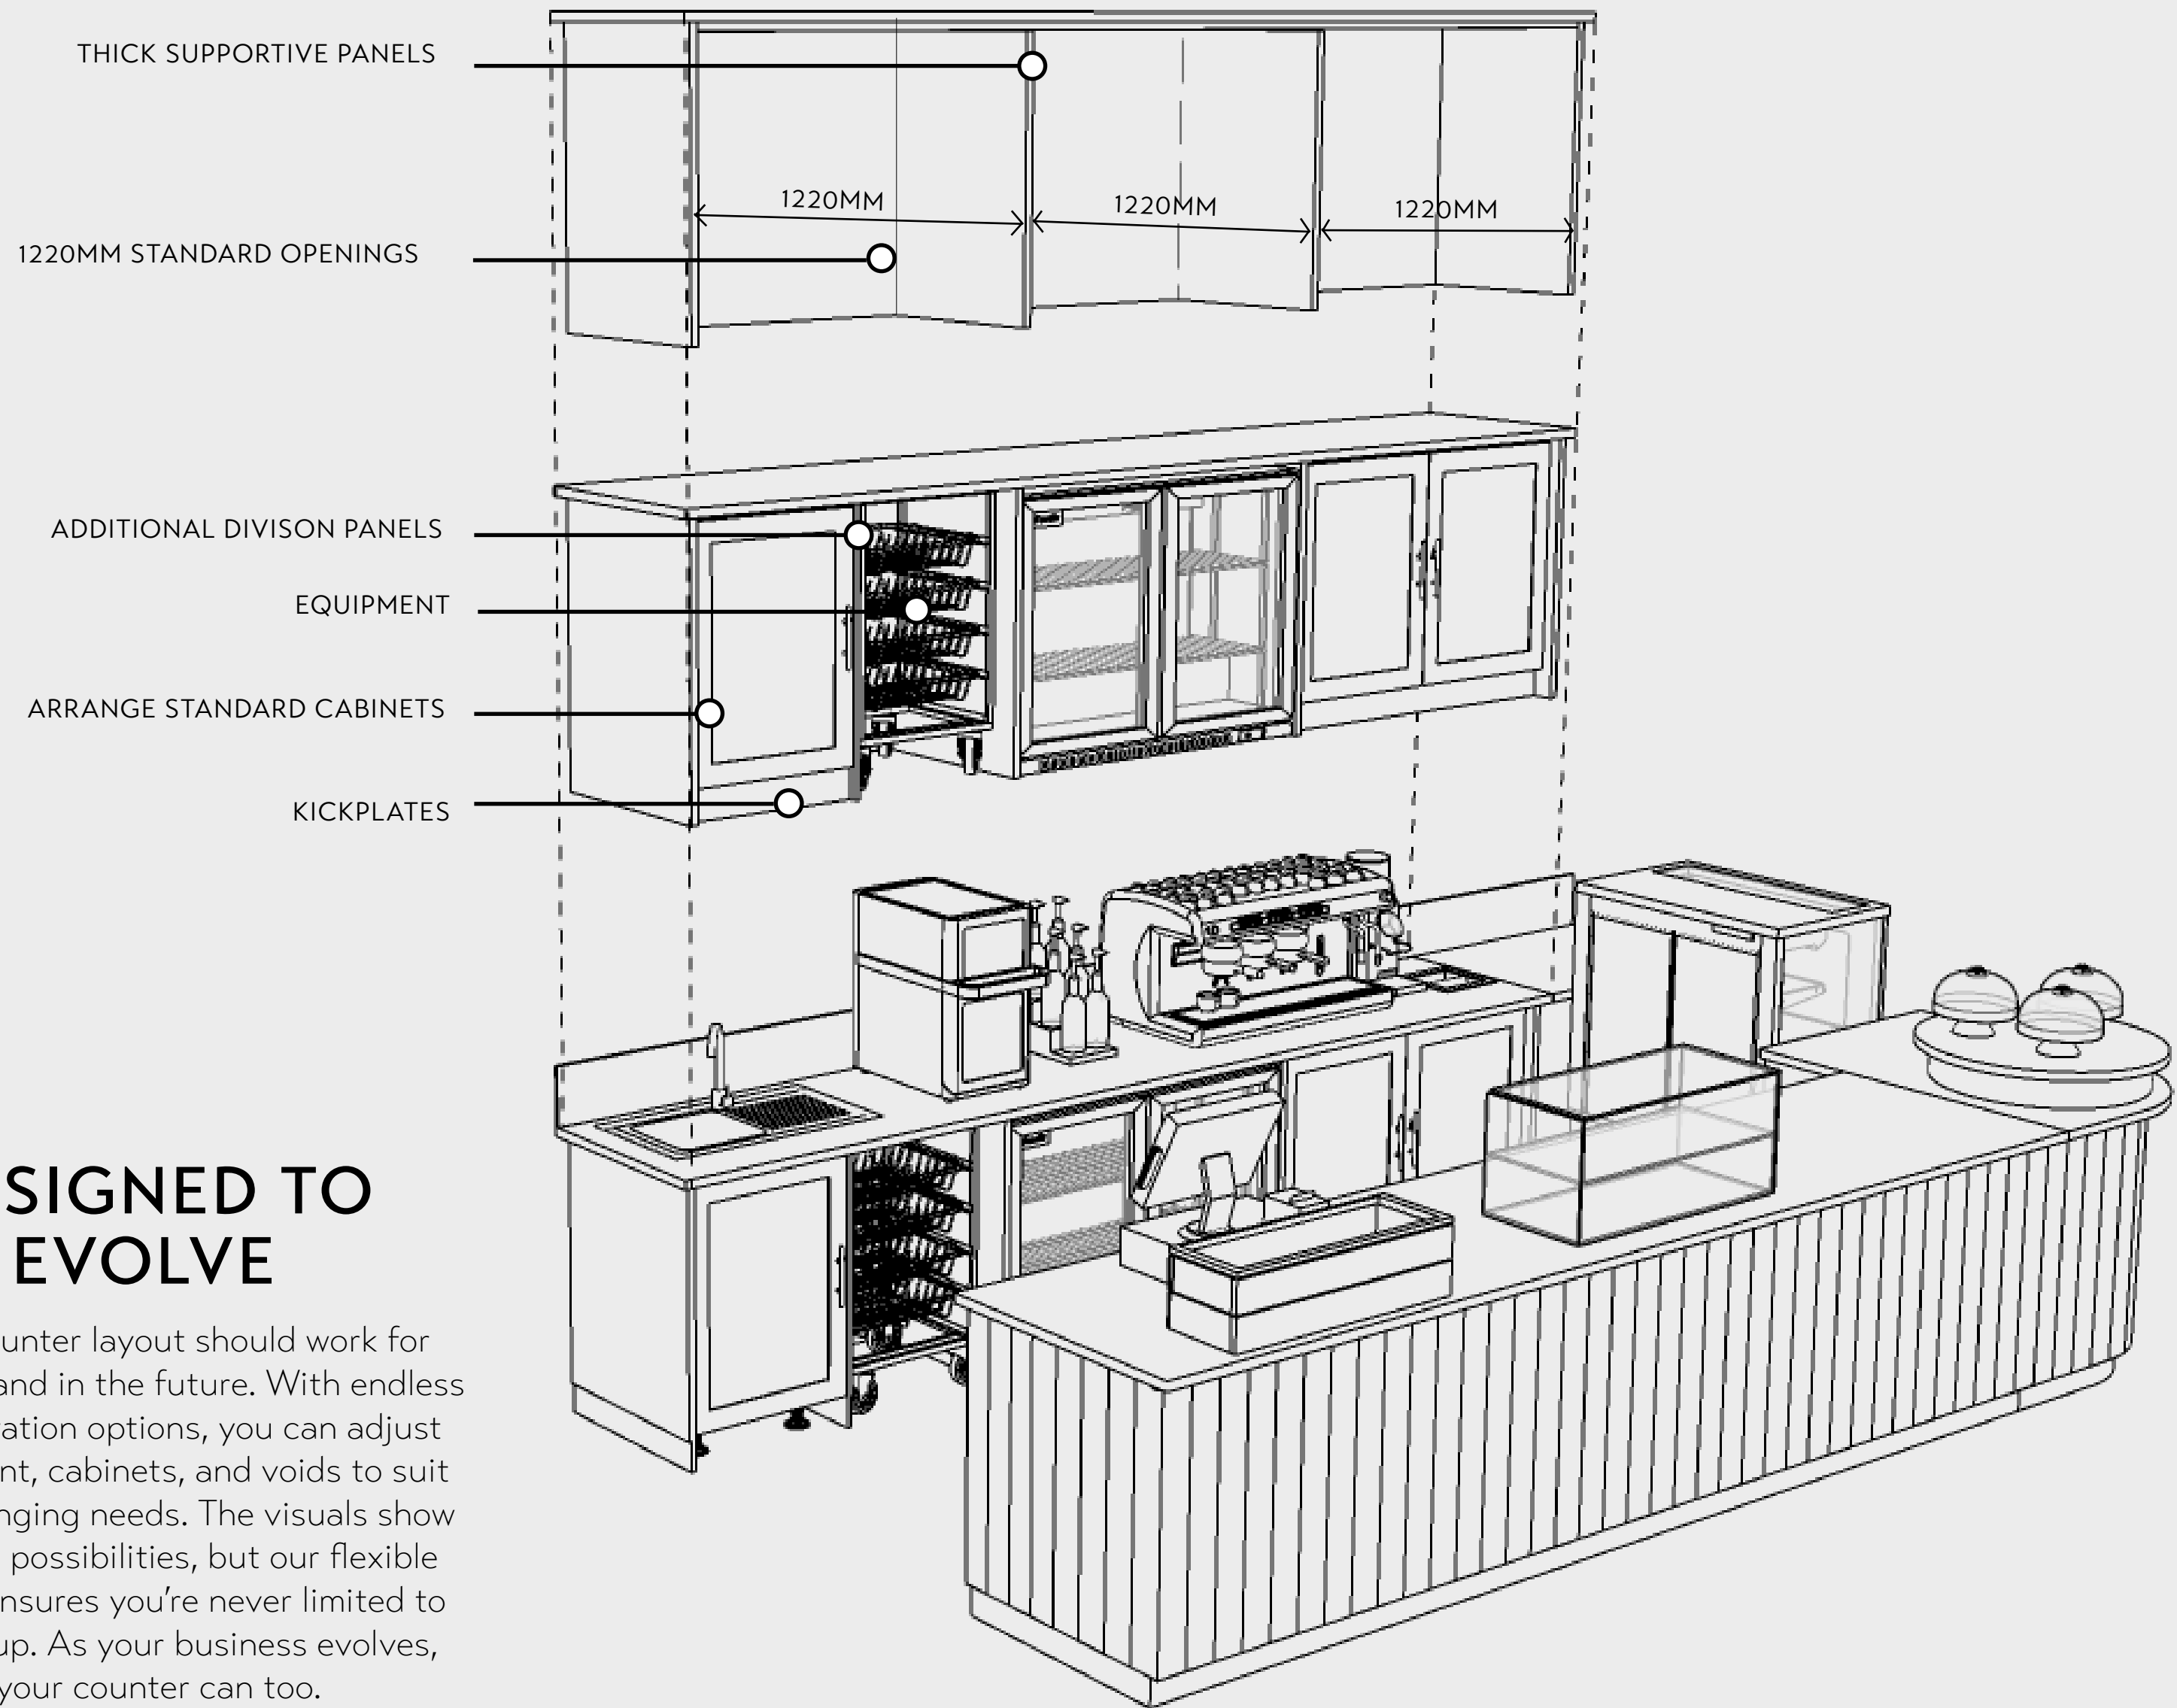 THICK SUPPORTIVE PANELS
1220MM
1220MM
1220MM
1220MM STANDARD OPENINGS
ADDITIONAL DIVISON PANELS
EQUIPMENT
ARRANGE STANDARD CABINETS
KICKPLATES
SIGNED TO
EVOLVE
unter layout should work for
and in the future. With endless
ation options, you can adjust
nt, cabinets, and voids to suit
nging needs. The visuals show
possibilities, but our flexible
nsures you're never limited to
up. As your business evolves,
your counter can too.